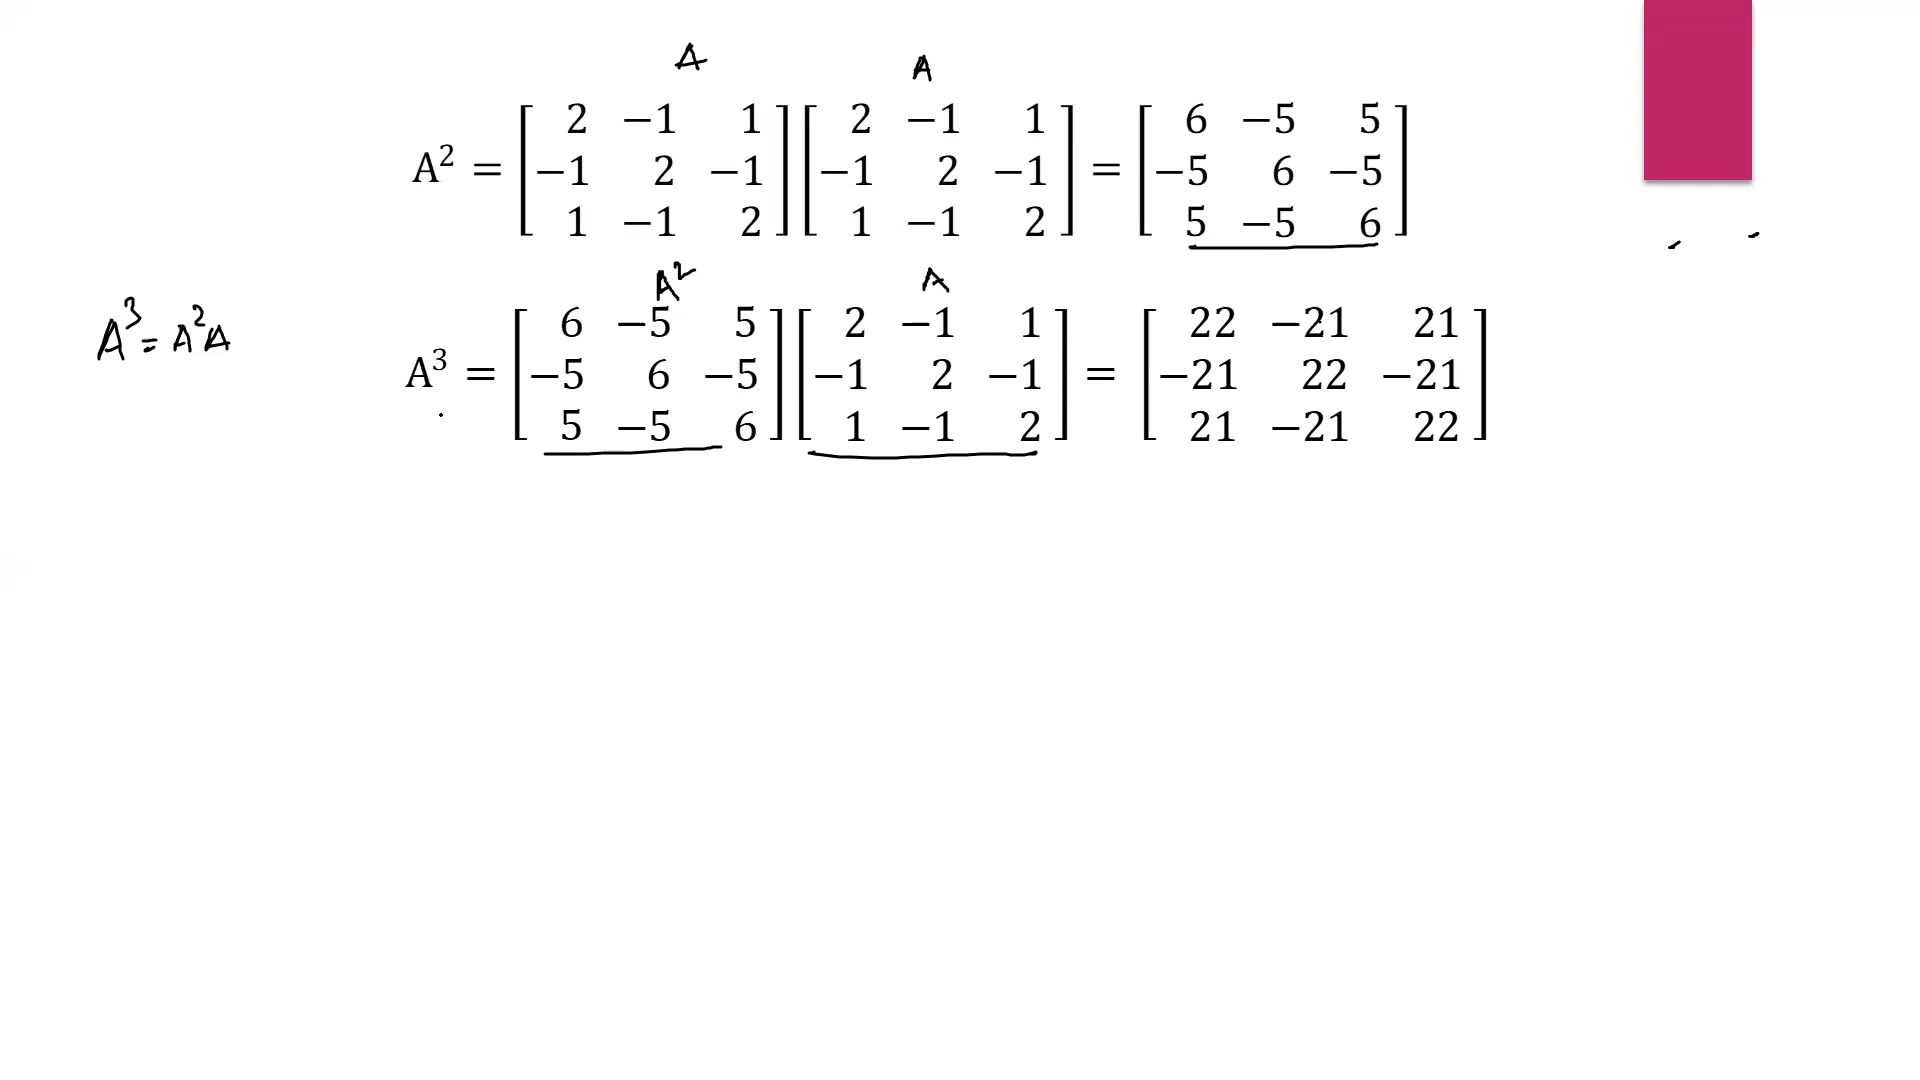 A A
A² = [ 2 −1 1 ] [ 2 −1 1 ] = [ 6 −5 5 ]
[ −1 2 −1 ] [ −1 2 −1 ] [ −5 6 −5 ]
[ 1 −1 2 ] [ 1 −1 2 ] [ 5 −5 6 ]
A² A
A³ = A²A
A³ = [ 6 −5 5 ] [ 2 −1 1 ] = [ 22 −21 21 ]
[ −5 6 −5 ] [ −1 2 −1 ] [ −21 22 −21 ]
[ 5 −5 6 ] [ 1 −1 2 ] [ 21 −21 22 ]